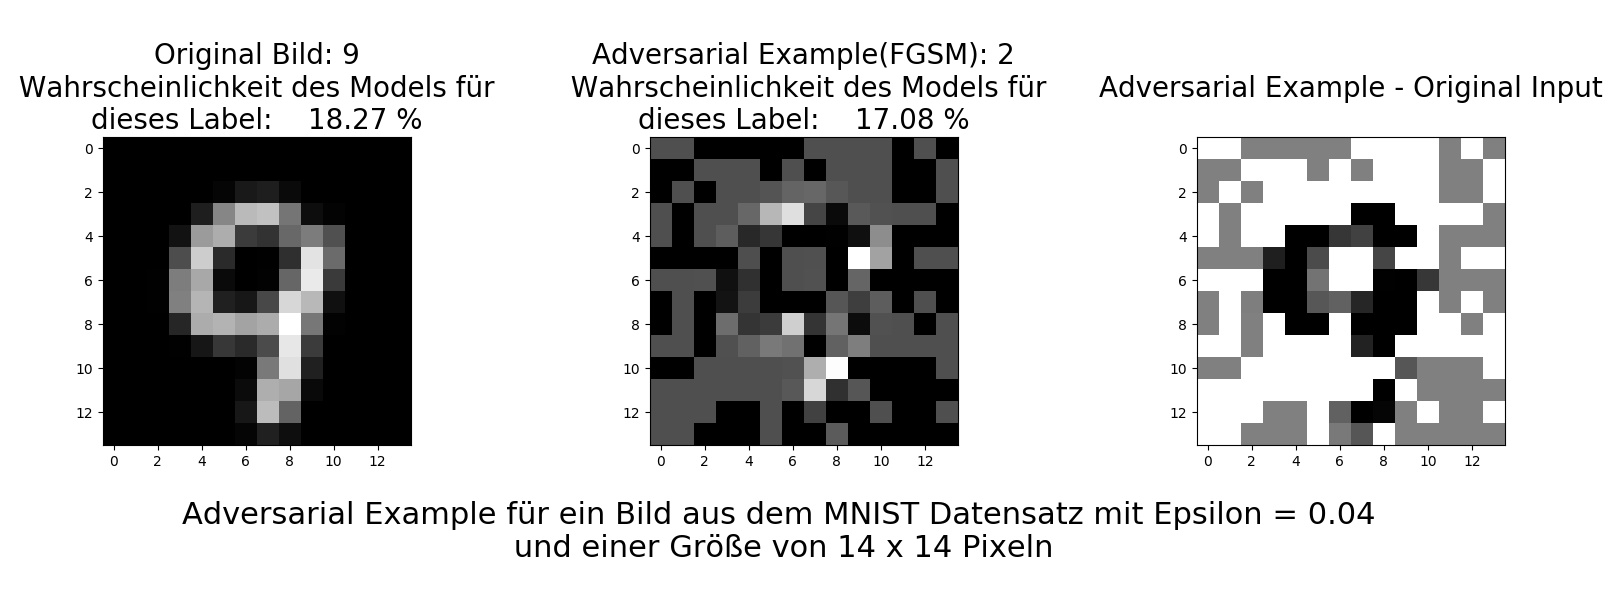 Original Bild: 9
Wahrscheinlichkeit des Models für
dieses Label: 18.27 %
Adversarial Example(FGSM): 2
Wahrscheinlichkeit des Models für
dieses Label: 17.08 %
Adversarial Example - Original Input
0
2
4
6
8
10
12
0 2 4 6 8 10 12
0
2
4
6
8
10
12
0 2 4 6 8 10 12
0
2
4
6
8
10
12
0 2 4 6 8 10 12
Adversarial Example für ein Bild aus dem MNIST Datensatz mit Epsilon = 0.04
und einer Größe von 14 x 14 Pixeln